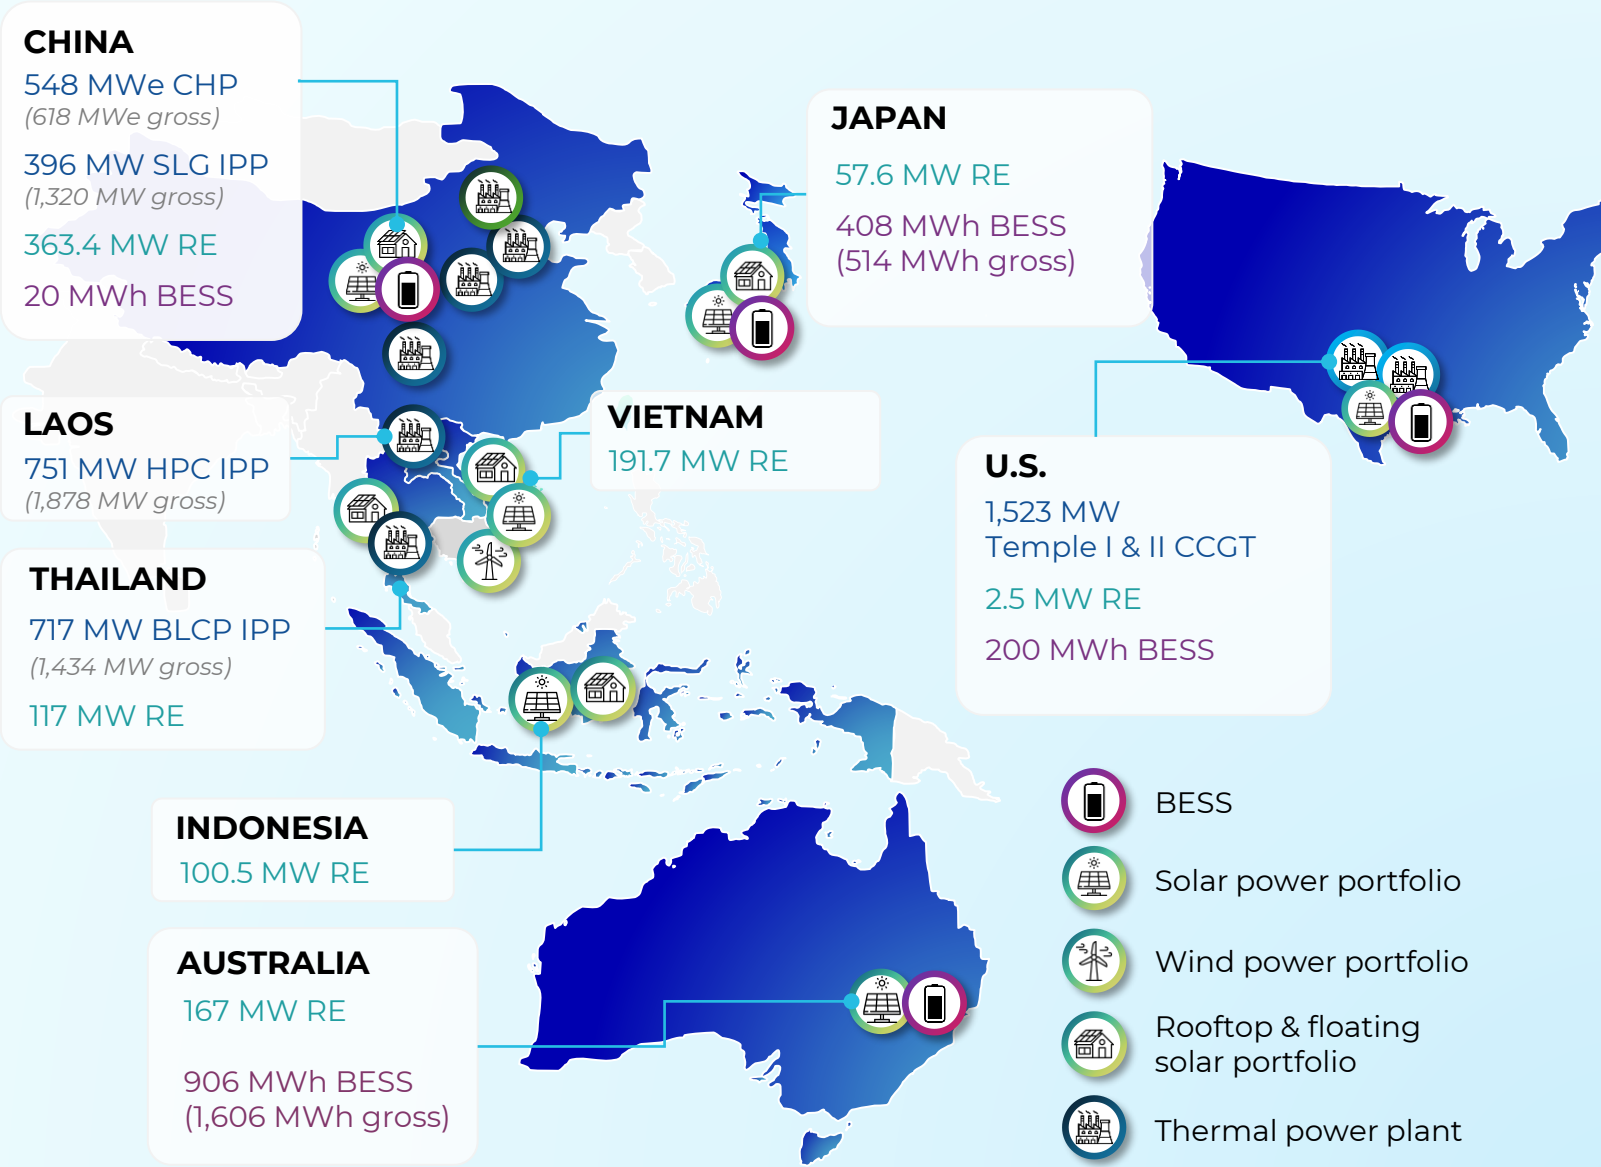 CHINA
548 MWe CHP
(618 MWe gross)
396 MW SLG IPP
(1,320 MW gross)
363.4 MW RE
20 MWh BESS
JAPAN
57.6 MW RE
408 MWh BESS
(514 MWh gross)
LAOS
751 MW HPC IPP
(1,878 MW gross)
VIETNAM
191.7 MW RE
THAILAND
717 MW BLCP IPP
(1,434 MW gross)
117 MW RE
U.S.
1,523 MW
Temple I & II CCGT
2.5 MW RE
200 MWh BESS
INDONESIA
100.5 MW RE
AUSTRALIA
167 MW RE
906 MWh BESS
(1,606 MWh gross)
BESS
Solar power portfolio
Wind power portfolio
Rooftop & floating
solar portfolio
Thermal power plant